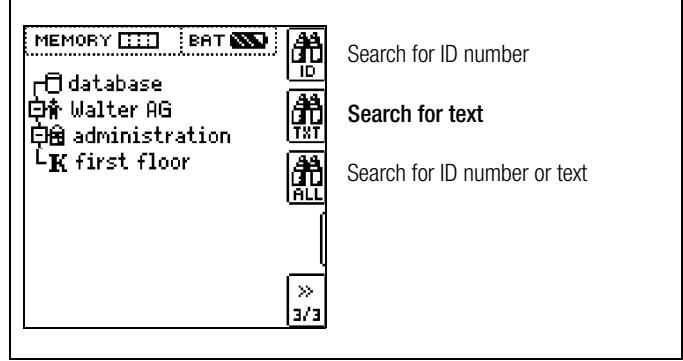 MEMORY BAT
ID
Search for ID number
database
Walter AG
TXT
Search for text
administration
K first floor
ALL
Search for ID number or text
»
3/3